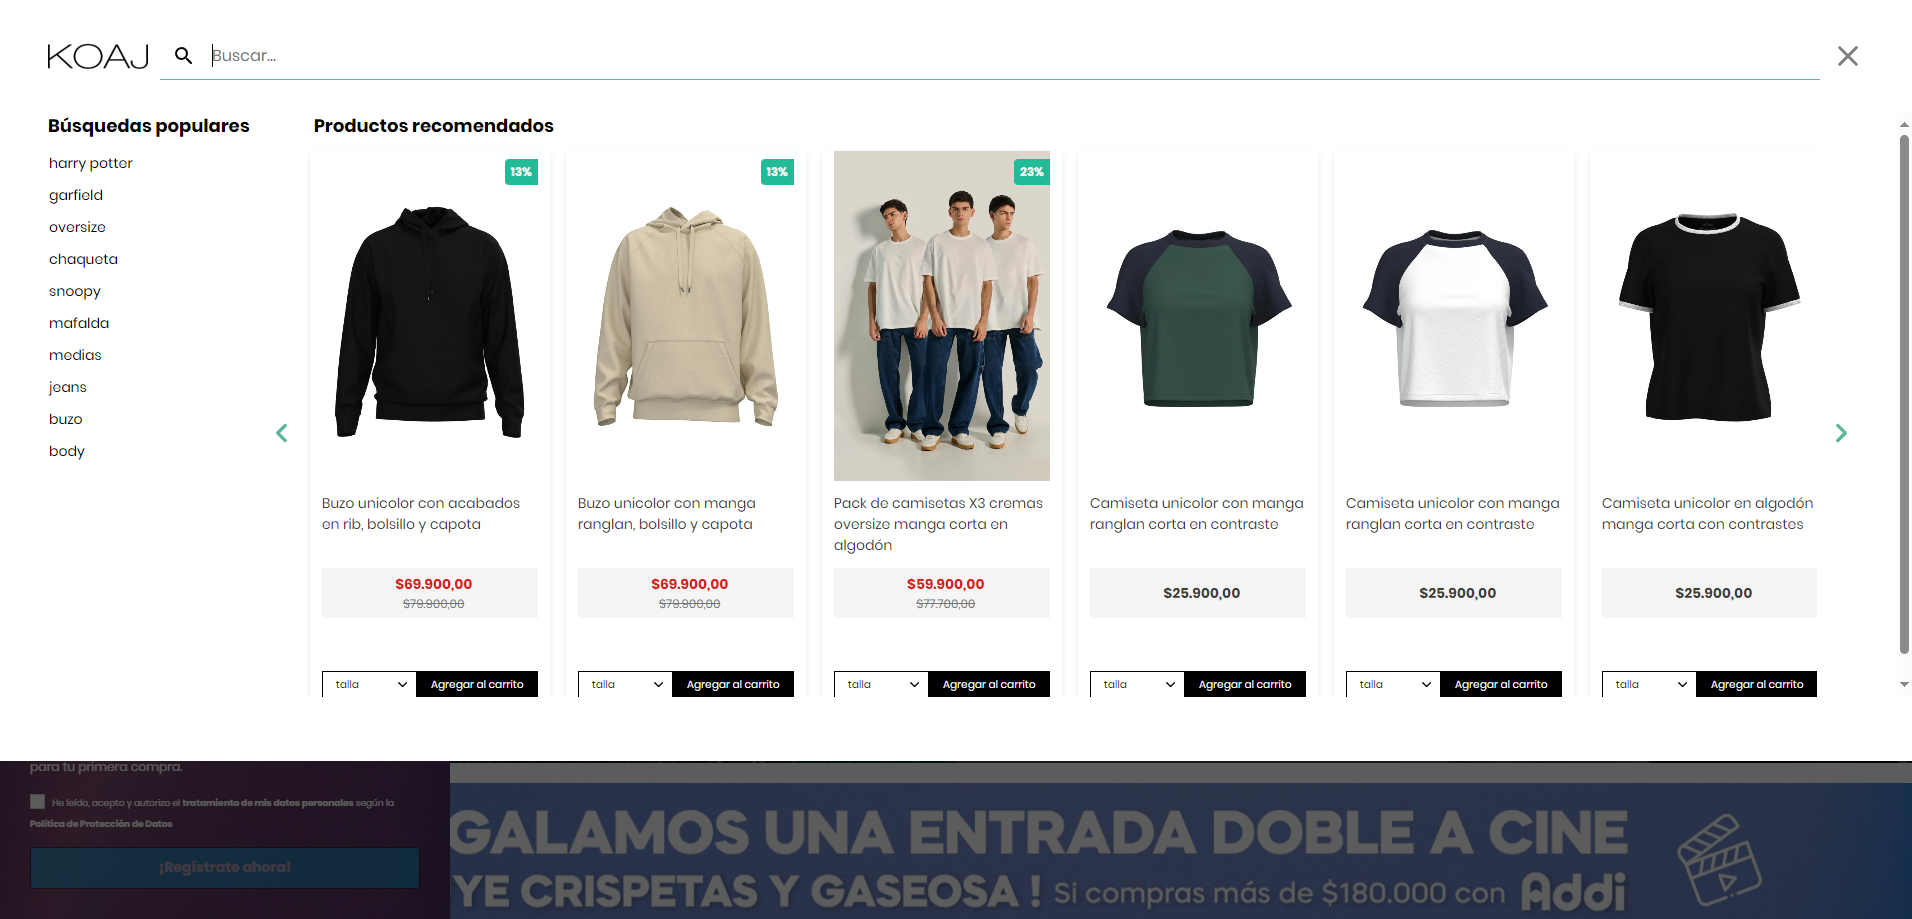 KOAJ
Buscar...
Búsquedas populares
harry potter
garfield
oversize
chaqueta
snoopy
mafalda
medias
jeans
buzo
body
Productos recomendados
13%
Buzo unicolor con acabados
en rib, bolsillo y capota
$69.900,00
$79.900,00
talla
Agregar al carrito
13%
Buzo unicolor con manga
ranglan, bolsillo y capota
$69.900,00
$79.900,00
talla
Agregar al carrito
23%
Pack de camisetas X3 cremas
oversize manga corta en
algodón
$59.900,00
$77.700,00
talla
Agregar al carrito
Camiseta unicolor con manga
ranglan corta en contraste
$25.900,00
talla
Agregar al carrito
Camiseta unicolor con manga
ranglan corta en contraste
$25.900,00
talla
Agregar al carrito
Camiseta unicolor en algodón
manga corta con contrastes
$25.900,00
talla
Agregar al carrito
para tu primera compra.
He leído, acepto y autorizo el tratamiento de mis datos personales según la
Política de Protección de Datos
¡Regístrate ahora!
GALAMOS UNA ENTRADA DOBLE A CINE
YE CRISPETAS Y GASEOSA ! Si compras más de $180.000 con Addi